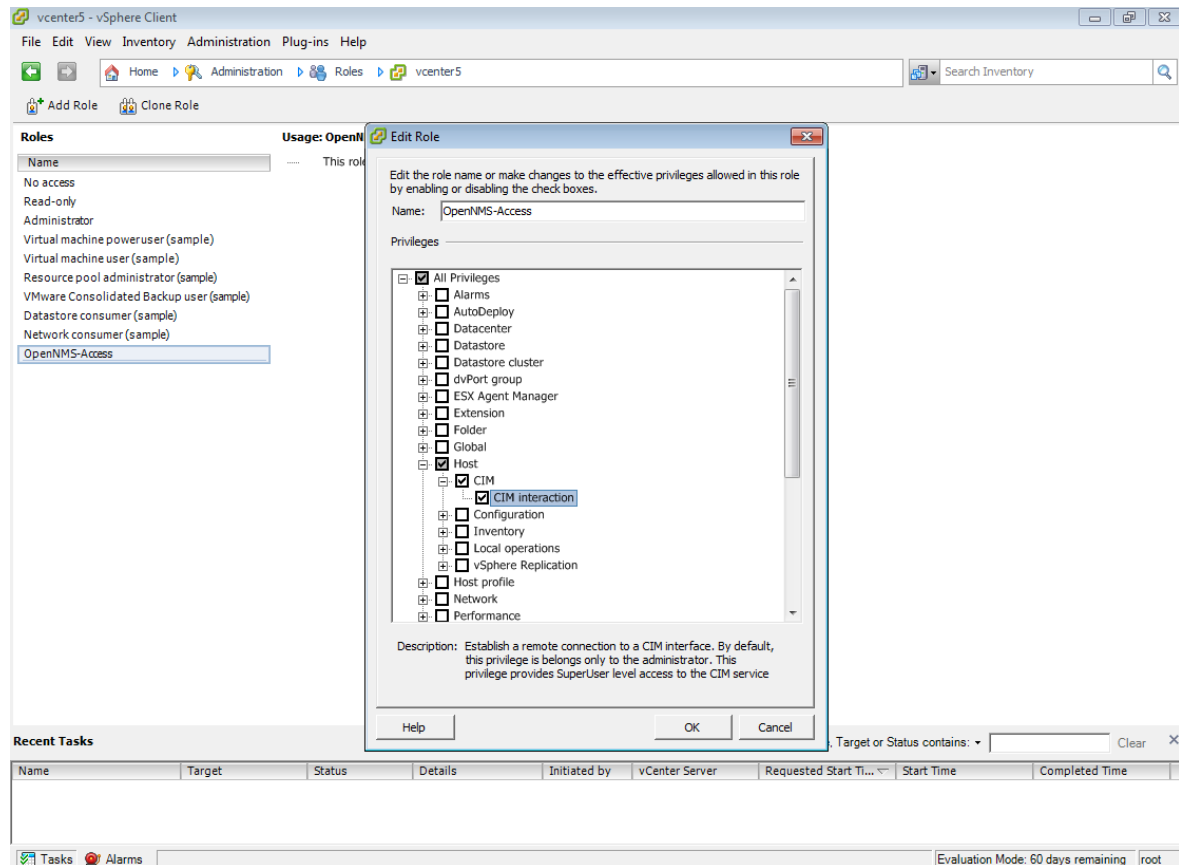 vcenter5 - vSphere Client
File Edit View Inventory Administration Plug-ins Help
Home Administration Roles vcenter5 Search Inventory
Add Role Clone Role
Roles
Name
No access
Read-only
Administrator
Virtual machine poweruser (sample)
Virtual machine user (sample)
Resource pool administrator (sample)
VMware Consolidated Backup user (sample)
Datastore consumer (sample)
Network consumer (sample)
OpenNMS-Access
Usage: OpenN
This role
Edit Role
Edit the role name or make changes to the effective privileges allowed in this role
by enabling or disabling the check boxes.
Name: OpenNMS-Access
Privileges
All Privileges
Alarms
AutoDeploy
Datacenter
Datastore
Datastore cluster
dvPort group
ESX Agent Manager
Extension
Folder
Global
Host
CIM
CIM interaction
Configuration
Inventory
Local operations
vSphere Replication
Host profile
Network
Performance
Description: Establish a remote connection to a CIM interface. By default,
this privilege is belongs only to the administrator. This
privilege provides SuperUser level access to the CIM service
Help OK Cancel
Recent Tasks , Target or Status contains: Clear
Name Target Status Details Initiated by vCenter Server Requested Start Ti... Start Time Completed Time
Tasks Alarms Evaluation Mode: 60 days remaining root